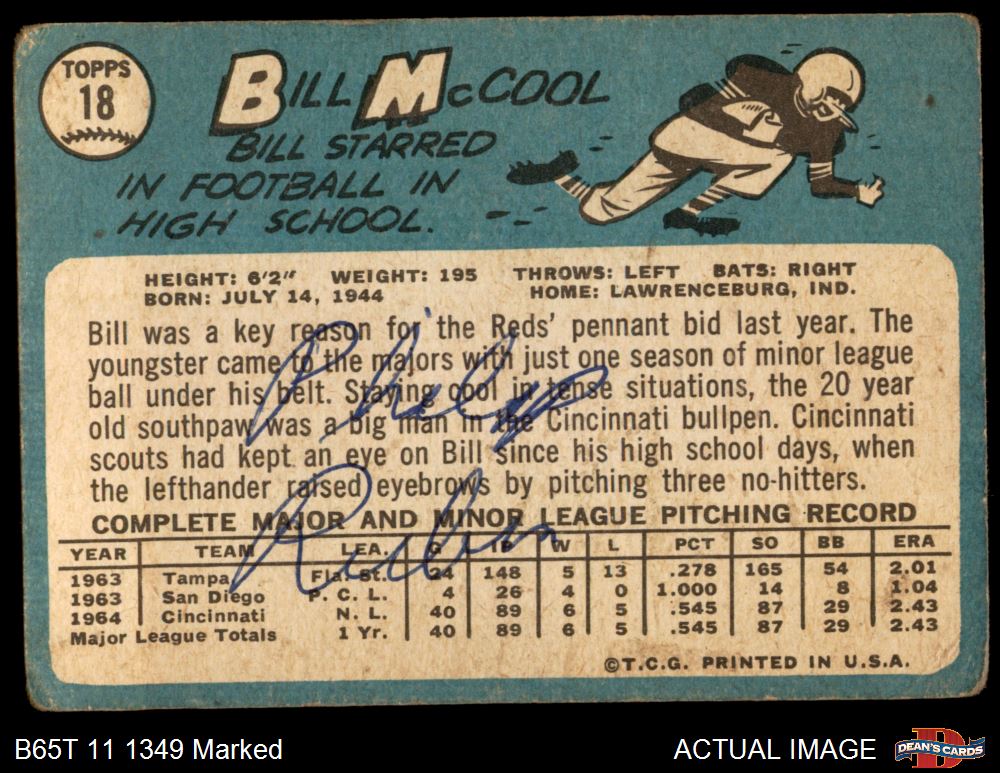 TOPPS
18
BILL McCOOL
BILL STARRED
IN FOOTBALL IN
HIGH SCHOOL.
HEIGHT: 6'2" WEIGHT: 195 THROWS: LEFT BATS: RIGHT
BORN: JULY 14, 1944 HOME: LAWRENCEBURG, IND.
Bill was a key reason for the Reds' pennant bid last year. The
youngster came to the majors with just one season of minor league
ball under his belt. Staying cool in tense situations, the 20 year
old southpaw was a big man in the Cincinnati bullpen. Cincinnati
scouts had kept an eye on Bill since his high school days, when
the lefthander raised eyebrows by pitching three no-hitters.
Philip
COMPLETE MAJOR AND MINOR LEAGUE PITCHING RECORD
YEAR TEAM LEA. G IP W L PCT SO BB ERA
1963 Tampa Fla. St. 24 148 5 13 .278 165 54 2.01
1963 San Diego P. C. L. 4 26 4 0 1.000 14 8 1.04
1964 Cincinnati N. L. 40 89 6 5 .545 87 29 2.43
Major League Totals 1 Yr. 40 89 6 5 .545 87 29 2.43
©T.C.G. PRINTED IN U.S.A.
B65T 11 1349 Marked
ACTUAL IMAGE
DEAN'S CARDS